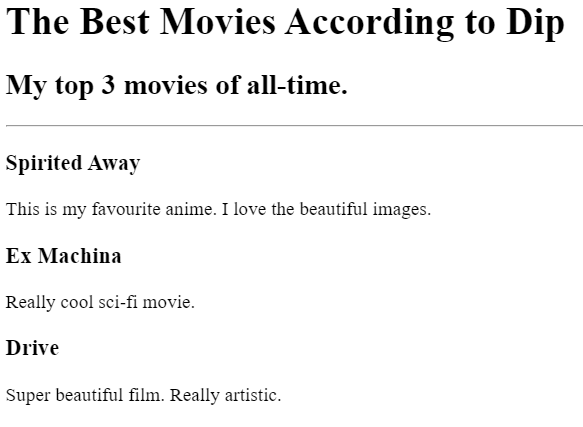 The Best Movies According to Dip
My top 3 movies of all-time.
Spirited Away
This is my favourite anime. I love the beautiful images.
Ex Machina
Really cool sci-fi movie.
Drive
Super beautiful film. Really artistic.